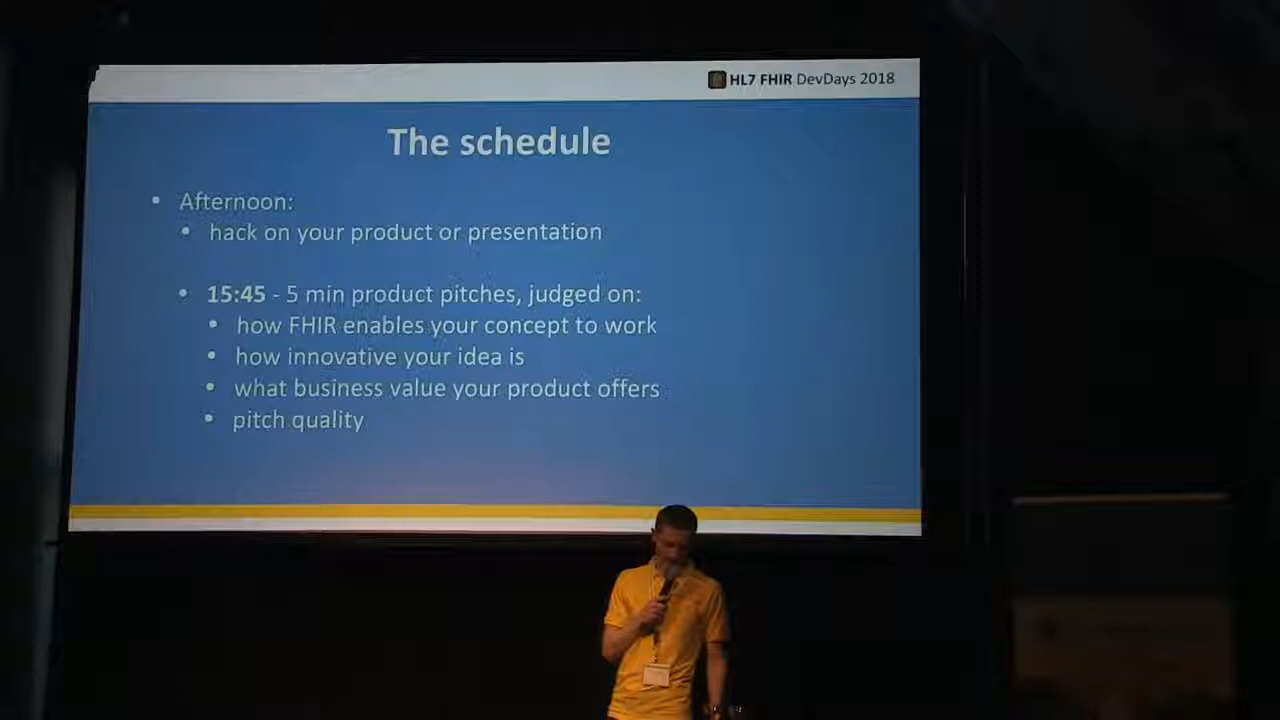 HL7 FHIR DevDays 2018
The schedule
• Afternoon:
• hack on your product or presentation
• 15:45 - 5 min product pitches, judged on:
• how FHIR enables your concept to work
• how innovative your idea is
• what business value your product offers
• pitch quality